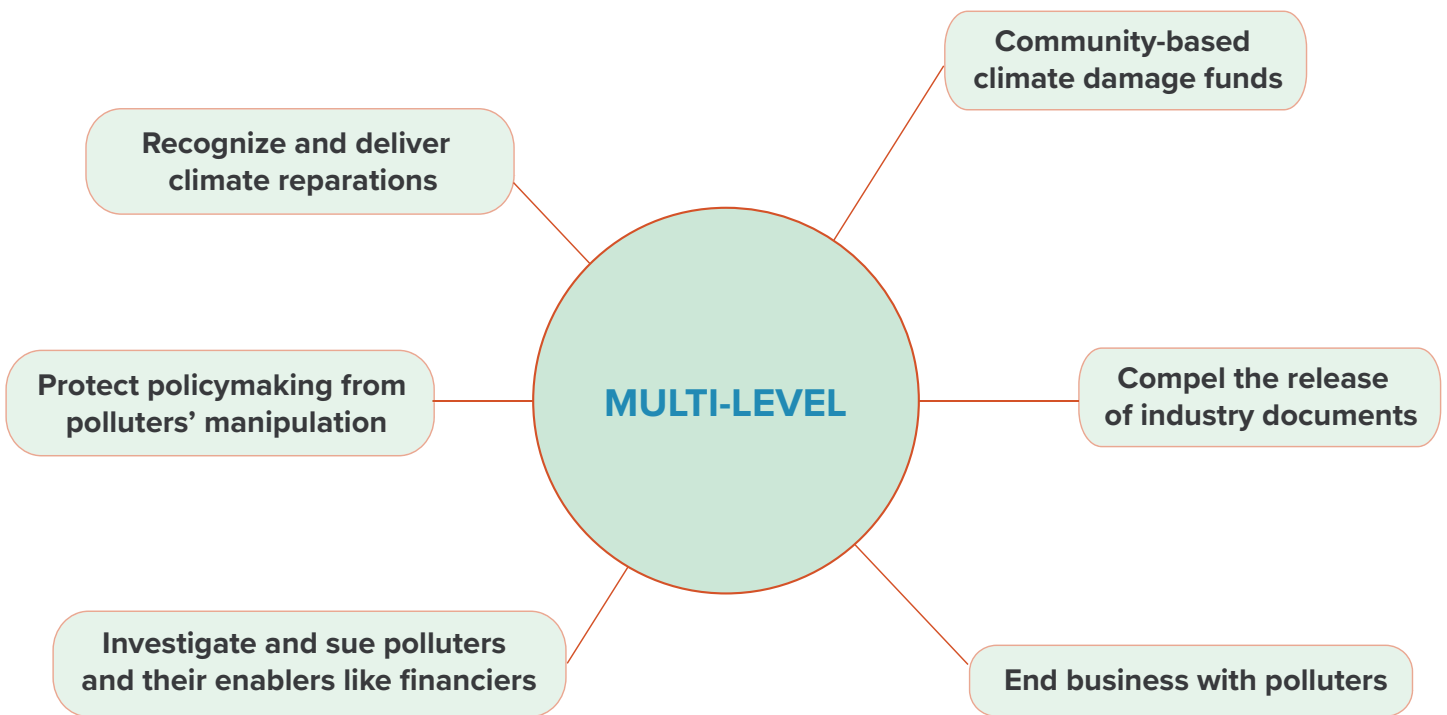 Community-based
climate damage funds
Recognize and deliver
climate reparations
Protect policymaking from
polluters’ manipulation
MULTI-LEVEL
Compel the release
of industry documents
Investigate and sue polluters
and their enablers like financiers
End business with polluters